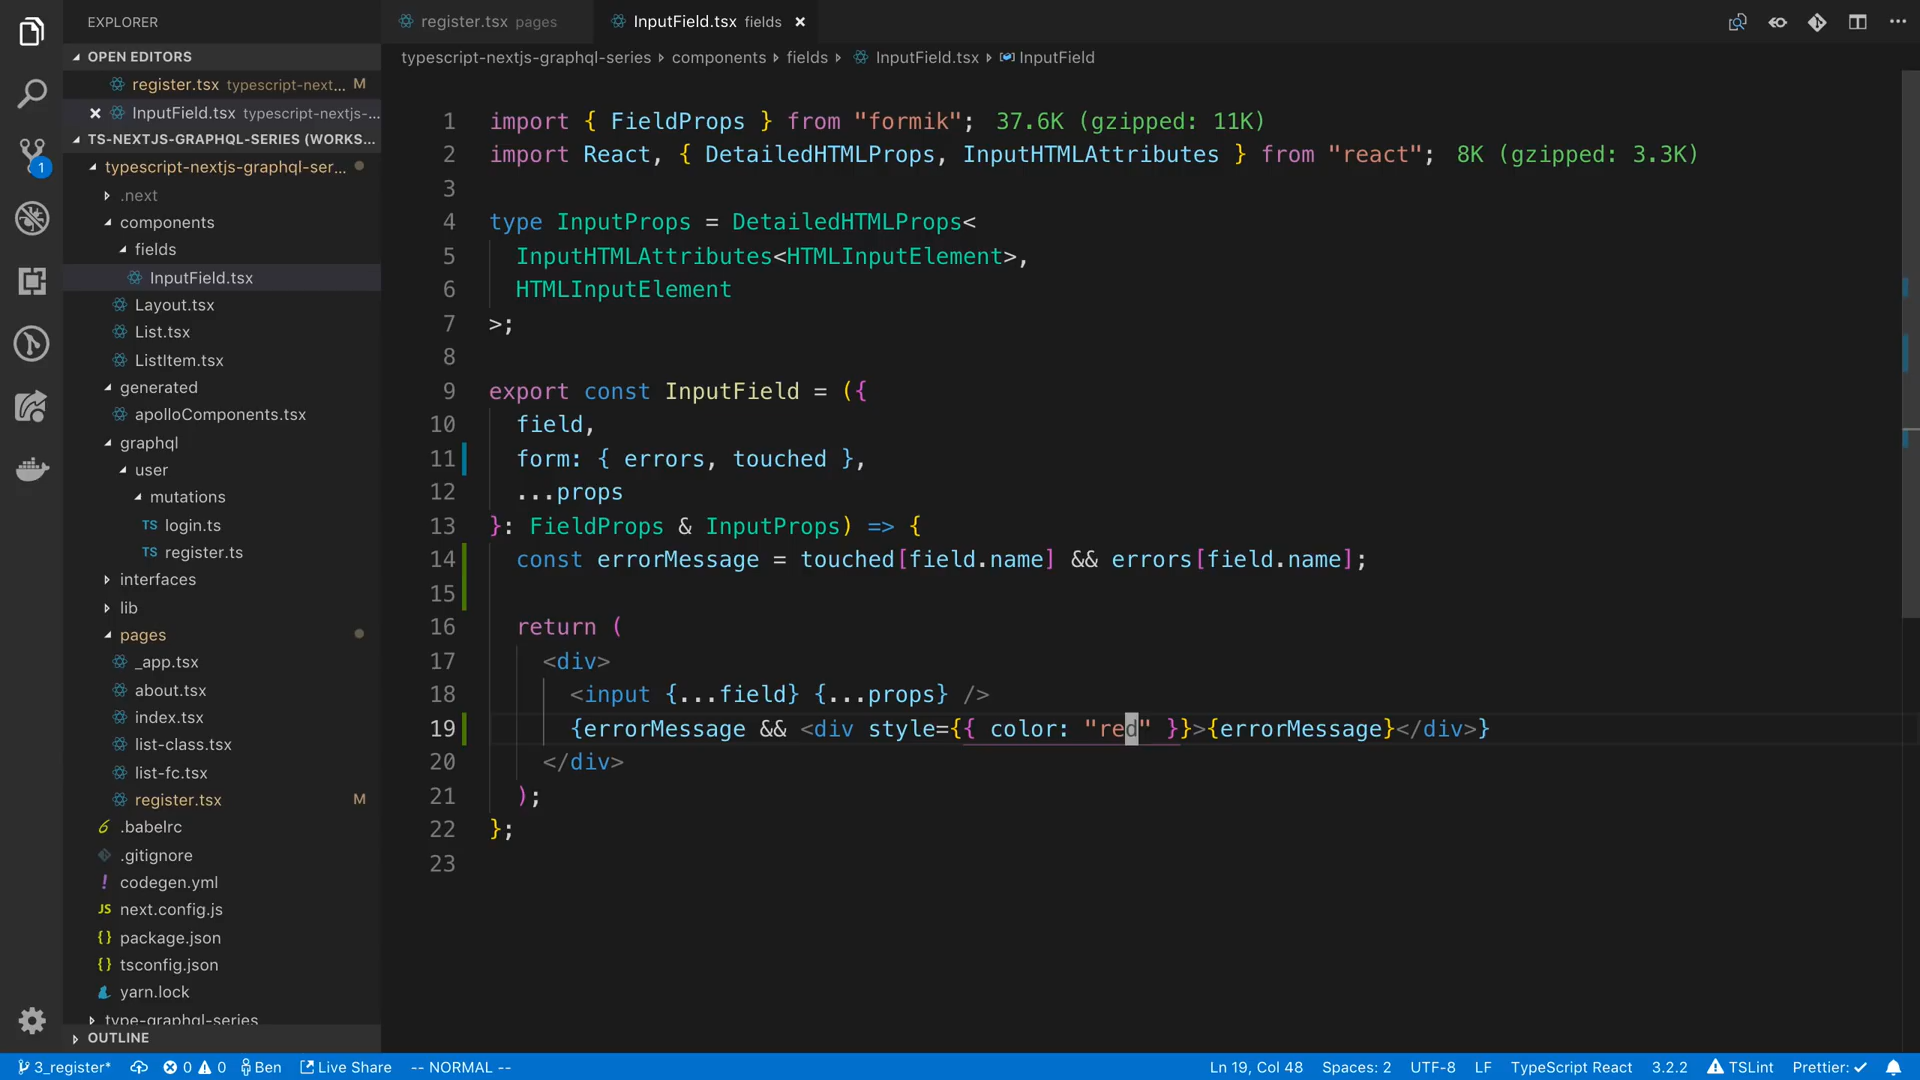 EXPLORER
OPEN EDITORS
register.tsx typescript-next... M
InputField.tsx typescript-nextjs-...
TS-NEXTJS-GRAPHQL-SERIES (WORKS...
typescript-nextjs-graphql-ser...
.next
components
fields
InputField.tsx
Layout.tsx
List.tsx
ListItem.tsx
generated
apolloComponents.tsx
graphql
user
mutations
TS login.ts
TS register.ts
interfaces
lib
pages
_app.tsx
about.tsx
index.tsx
list-class.tsx
list-fc.tsx
register.tsx M
.babelrc
.gitignore
codegen.yml
JS next.config.js
package.json
tsconfig.json
yarn.lock
type-graphql-series
OUTLINE
1
register.tsx pages
InputField.tsx fields
typescript-nextjs-graphql-series components fields InputField.tsx InputField
1 import { FieldProps } from "formik"; 37.6K (gzipped: 11K)
2 import React, { DetailedHTMLProps, InputHTMLAttributes } from "react"; 8K (gzipped: 3.3K)
3
4 type InputProps = DetailedHTMLProps<
5 InputHTMLAttributes<HTMLInputElement>,
6 HTMLInputElement
7 >;
8
9 export const InputField = ({
10 field,
11 form: { errors, touched },
12 ...props
13 }: FieldProps & InputProps) => {
14 const errorMessage = touched[field.name] && errors[field.name];
15
16 return (
17 <div>
18 <input {...field} {...props} />
19 {errorMessage && <div style={{ color: "red" }}>{errorMessage}</div>}
20 </div>
21 );
22 };
23
3_register* 0 0 Ben Live Share -- NORMAL -- Ln 19, Col 48 Spaces: 2 UTF-8 LF TypeScript React 3.2.2 TSLint Prettier: ✓